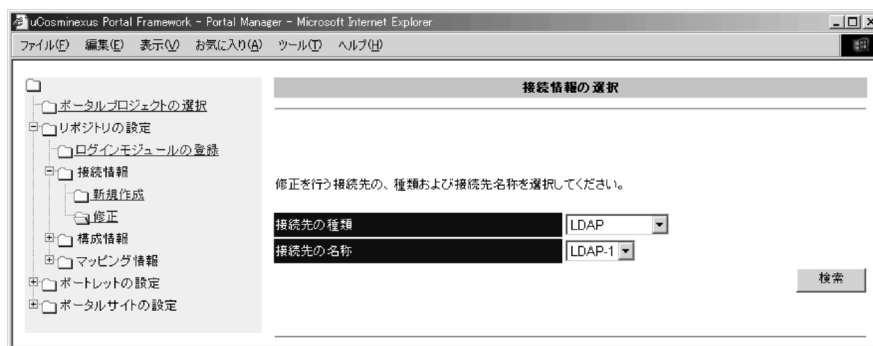 uCosminexus Portal Framework - Portal Manager - Microsoft Internet Explorer
ファイル(F) 編集(E) 表示(V) お気に入り(A) ツール(T) ヘルプ(H)
ポータルプロジェクトの選択
リポジトリの設定
ログインモジュールの登録
接続情報
新規作成
修正
構成情報
マッピング情報
ポートレットの設定
ポータルサイトの設定
接続情報の選択
修正を行う接続先の、種類および接続先名称を選択してください。
接続先の種類 LDAP
接続先の名称 LDAP-1
検索